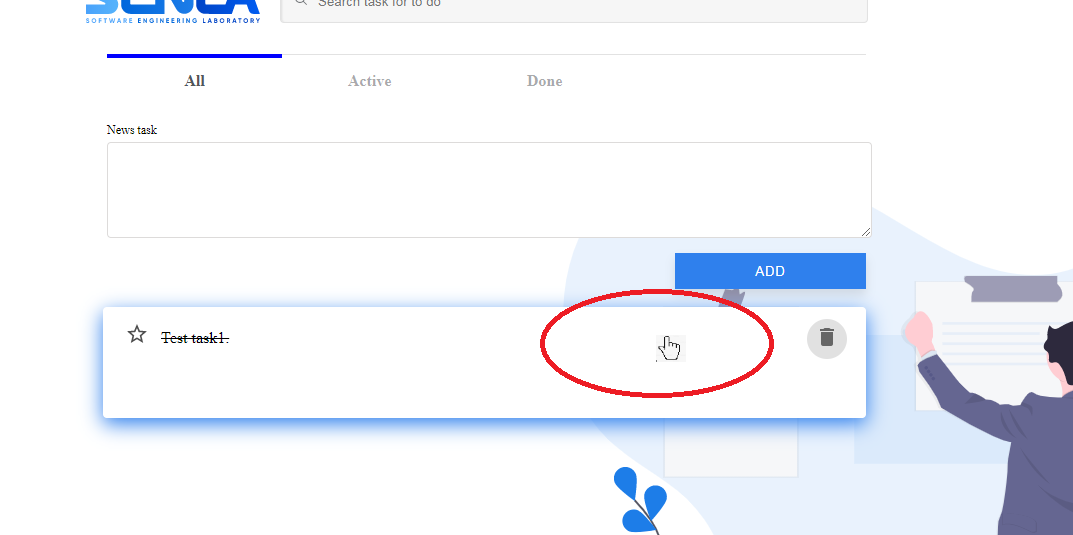 Search task for to do
SOFTWARE ENGINEERING LABORATORY
All Active Done
News task
ADD
Test task1.